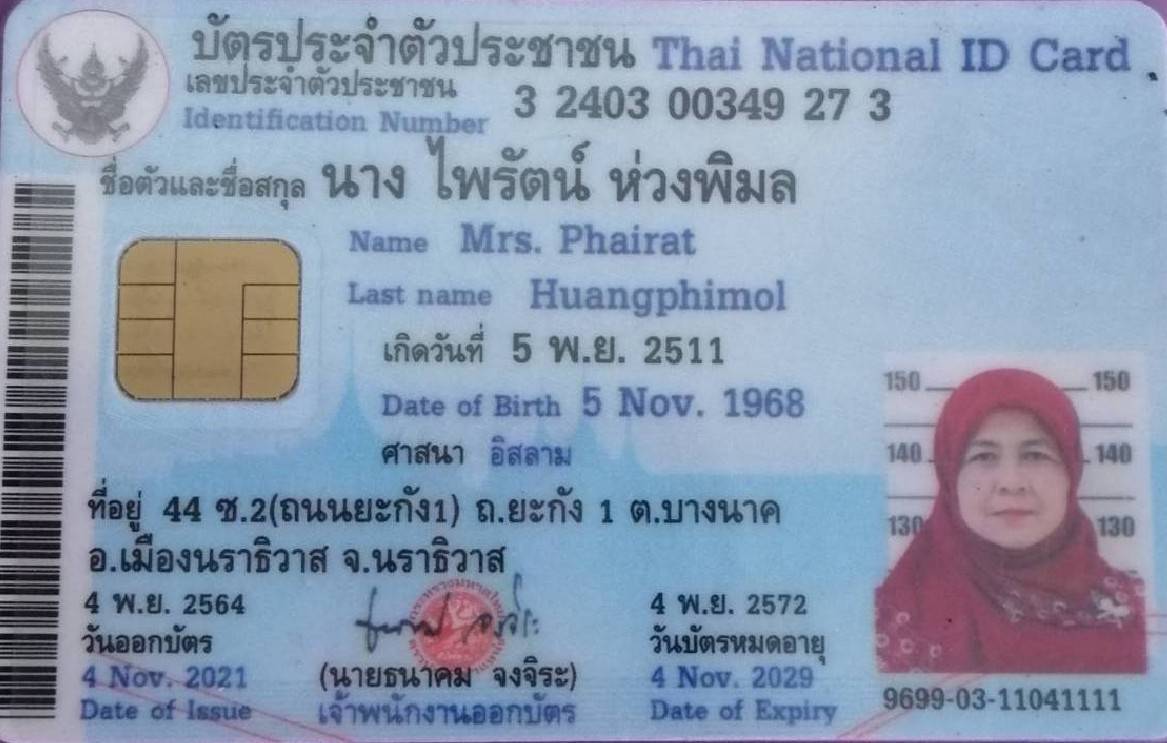 บัตรประจำตัวประชาชน Thai National ID Card
เลขประจำตัวประชาชน
Identification Number 3 2403 00349 27 3
ชื่อตัวและชื่อสกุล นาง ไพรัตน์ ห่วงพิมล
Name Mrs. Phairat
Last name Huangphimol
เกิดวันที่ 5 พ.ย. 2511
Date of Birth 5 Nov. 1968
ศาสนา อิสลาม
ที่อยู่ 44 ซ.2(ถนนยะกัง1) ถ.ยะกัง 1 ต.บางนาค
อ.เมืองนราธิวาส จ.นราธิวาส
150 150
140 140
130 130
4 พ.ย. 2564
วันออกบัตร
4 Nov. 2021
Date of Issue
(นายธนาคม จงจิระ)
เจ้าพนักงานออกบัตร
4 พ.ย. 2572
วันบัตรหมดอายุ
4 Nov. 2029
Date of Expiry
9699-03-11041111